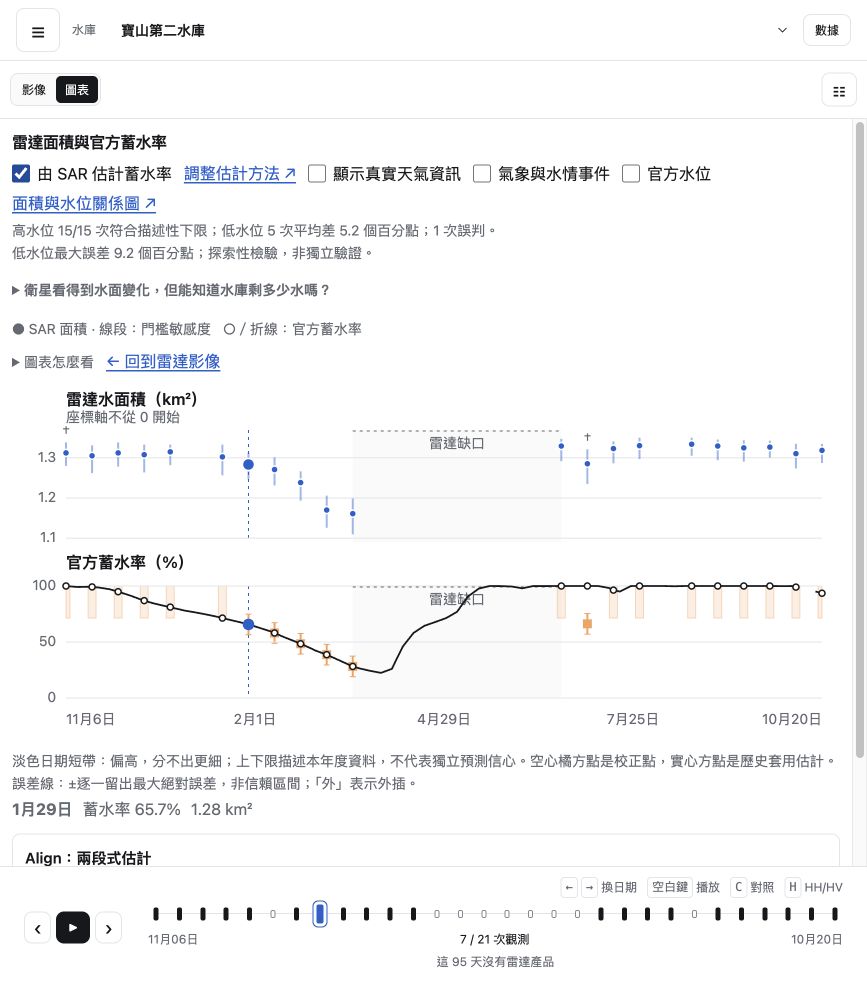 ☰ 水庫 寶山第二水庫 數據
影像 圖表
雷達面積與官方蓄水率
由 SAR 估計蓄水率 調整估計方法 ↗ 顯示真實天氣資訊 氣象與水情事件 官方水位
面積與水位關係圖 ↗
高水位 15/15 次符合描述性下限；低水位 5 次平均差 5.2 個百分點；1 次誤判。
低水位最大誤差 9.2 個百分點；探索性檢驗，非獨立驗證。
▶ 衛星看得到水面變化，但能知道水庫剩多少水嗎？
● SAR 面積 · 線段：門檻敏感度 ○ / 折線：官方蓄水率
▶ 圖表怎麼看 ← 回到雷達影像
雷達水面積（km²）
座標軸不從 0 開始
† †
雷達缺口
1.3
1.2
1.1
官方蓄水率（%）
100
雷達缺口
50
0
11月6日 2月1日 4月29日 7月25日 10月20日
淡色日期短帶：偏高，分不出更細；上下限描述本年度資料，不代表獨立預測信心。空心橘方點是校正點，實心方點是歷史套用估計。
誤差線：±逐一留出最大絕對誤差，非信賴區間；「外」表示外插。
1月29日 蓄水率 65.7% 1.28 km²
Align：兩段式估計
← → 換日期 空白鍵 播放 C 對照 H HH/HV
‹ ▶ ›
11月06日 7 / 21 次觀測 10月20日
這 95 天沒有雷達產品